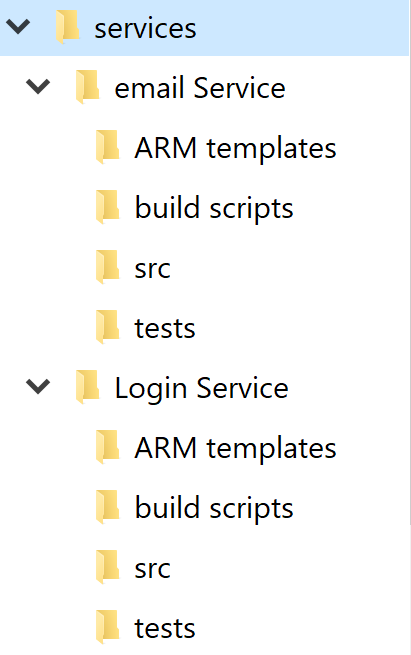 services
email Service
ARM templates
build scripts
src
tests
Login Service
ARM templates
build scripts
src
tests